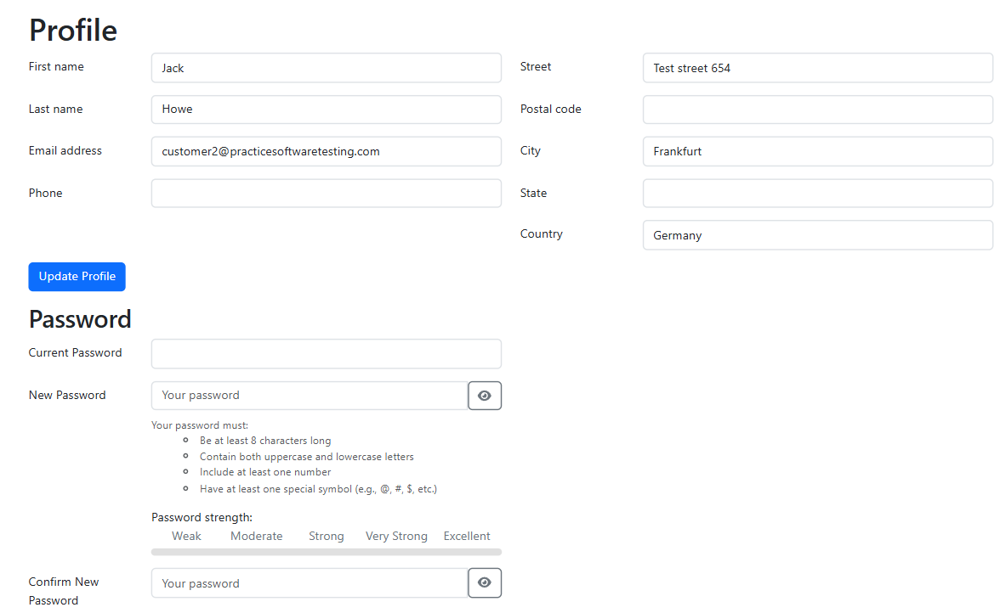 Profile
First name
Jack
Street
Test street 654
Last name
Howe
Postal code
Email address
customer2@practicesoftwaretesting.com
City
Frankfurt
Phone
State
Country
Germany
Update Profile
Password
Current Password
New Password
Your password
Your password must:
Be at least 8 characters long
Contain both uppercase and lowercase letters
Include at least one number
Have at least one special symbol (e.g., @, #, $, etc.)
Password strength:
Weak Moderate Strong Very Strong Excellent
Confirm New
Password
Your password